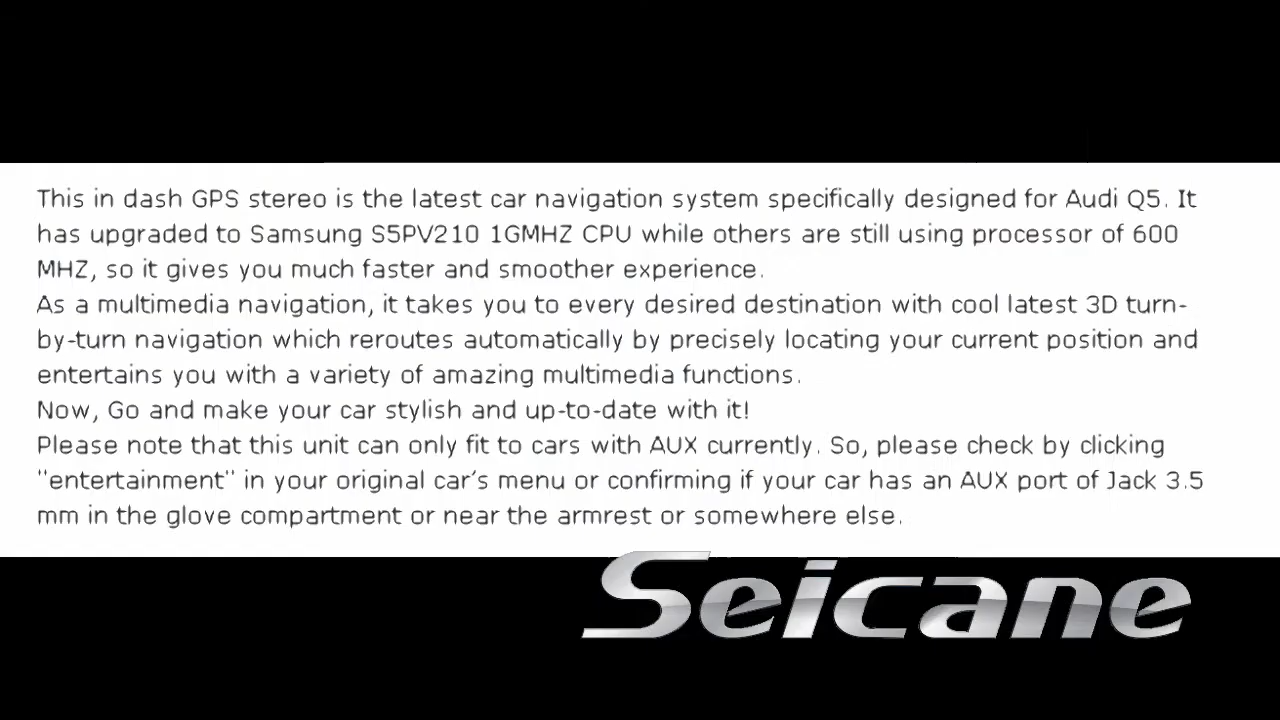 This in dash GPS stereo is the latest car navigation system specifically designed for Audi Q5. It
has upgraded to Samsung S5PV210 1GMHZ CPU while others are still using processor of 600
MHZ, so it gives you much faster and smoother experience.
As a multimedia navigation, it takes you to every desired destination with cool latest 3D turn-
by-turn navigation which reroutes automatically by precisely locating your current position and
entertains you with a variety of amazing multimedia functions.
Now, Go and make your car stylish and up-to-date with it!
Please note that this unit can only fit to cars with AUX currently. So, please check by clicking
"entertainment" in your original car's menu or confirming if your car has an AUX port of Jack 3.5
mm in the glove compartment or near the armrest or somewhere else.
Seicane